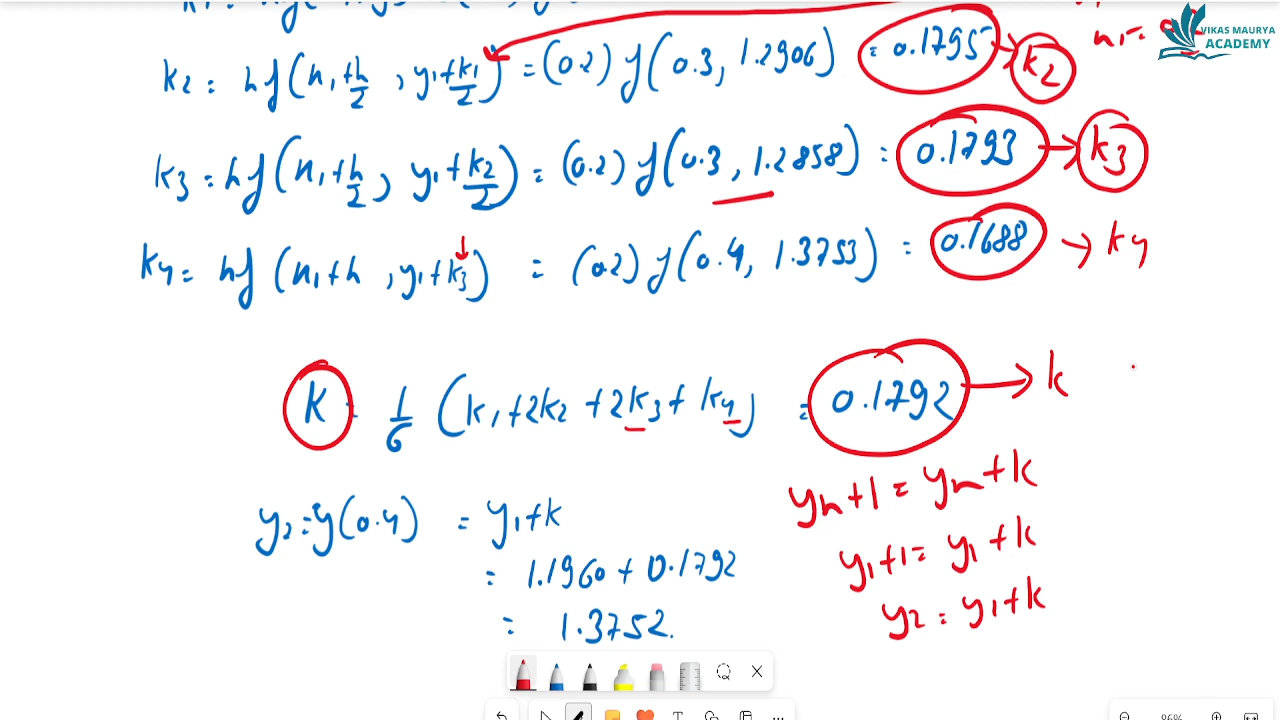 k2 = hf(x1+h/2, y1+k1/2) = (0.2) f(0.3, 1.2906) = 0.1795 → k2
VIKAS MAURYA
ACADEMY
k3 = hf(x1+h/2, y1+k2/2) = (0.2) f(0.3, 1.2858) = 0.1793 → k3
k4 = hf(x1+h, y1+k3) = (0.2) f(0.4, 1.3753) = 0.1688 → k4
k = 1/6 (k1+2k2+2k3+k4) = 0.1792 → k
yn+1 = yn+k
y2 = y(0.4) = y1+k
y1+1 = y1+k
= 1.1960 + 0.1792
y2 = y1+k
= 1.3752.